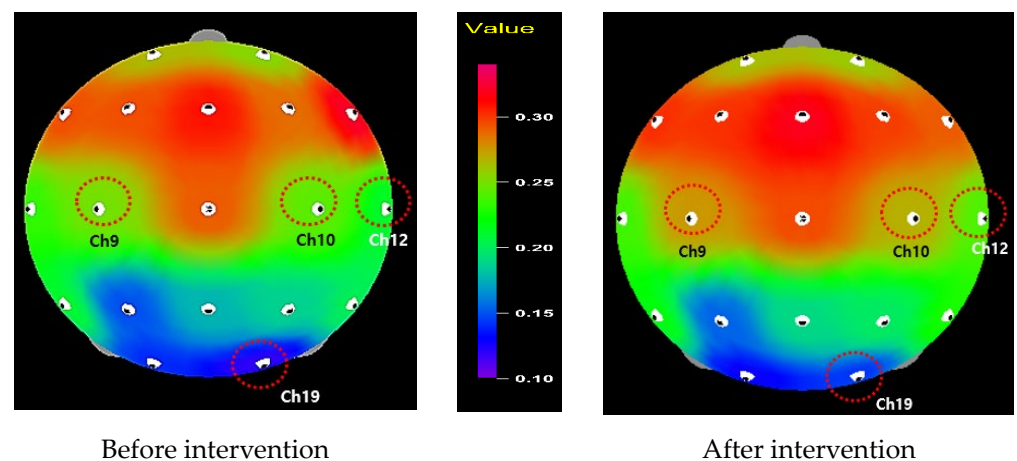 Ch9
Ch10
Ch12
Ch19
Value
0.30
0.25
0.20
0.15
0.10
Ch9
Ch10
Ch12
Ch19
Before intervention
After intervention